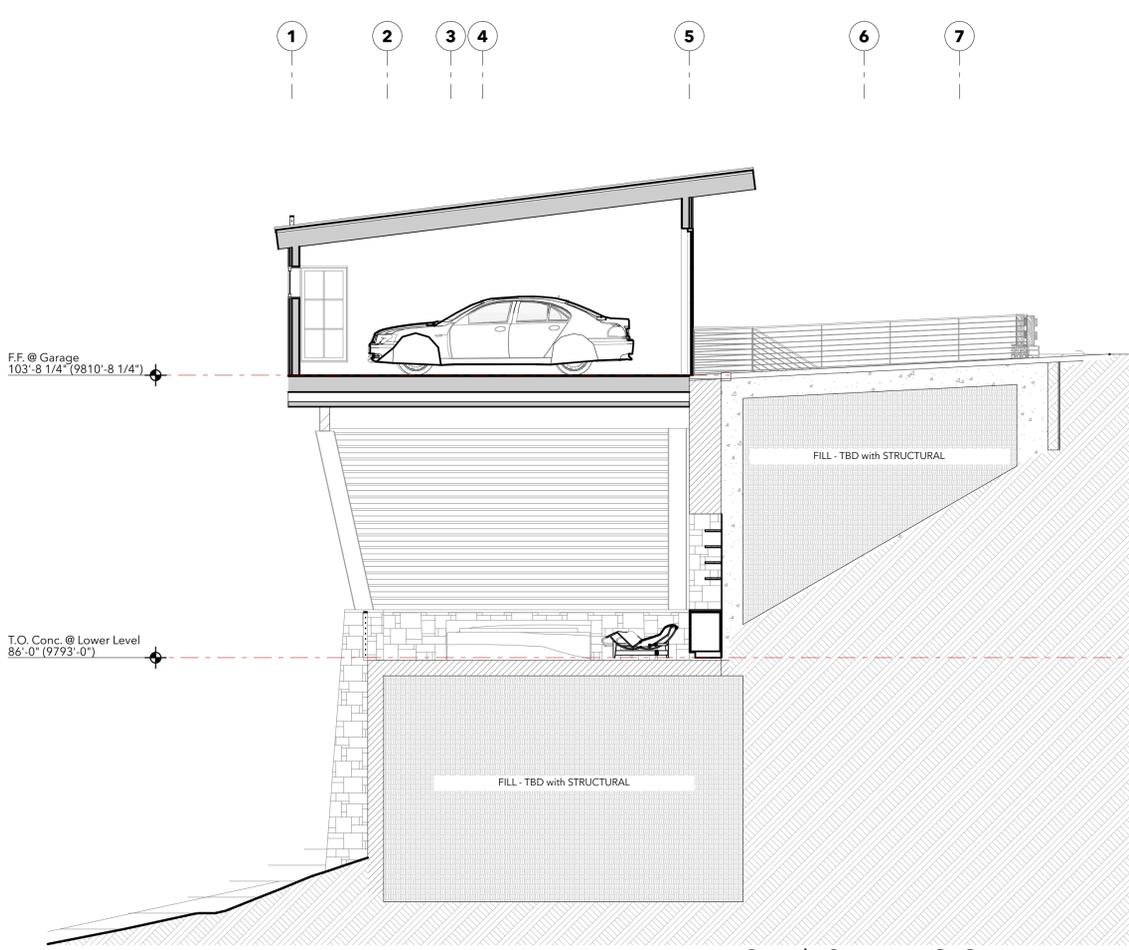 1 2 3 4 5 6 7
F.F. @ Garage
103'-8 1/4" (9810'-8 1/4")
FILL - TBD with STRUCTURAL
T.O. Conc. @ Lower Level
86'-0" (9793'-0")
FILL - TBD with STRUCTURAL